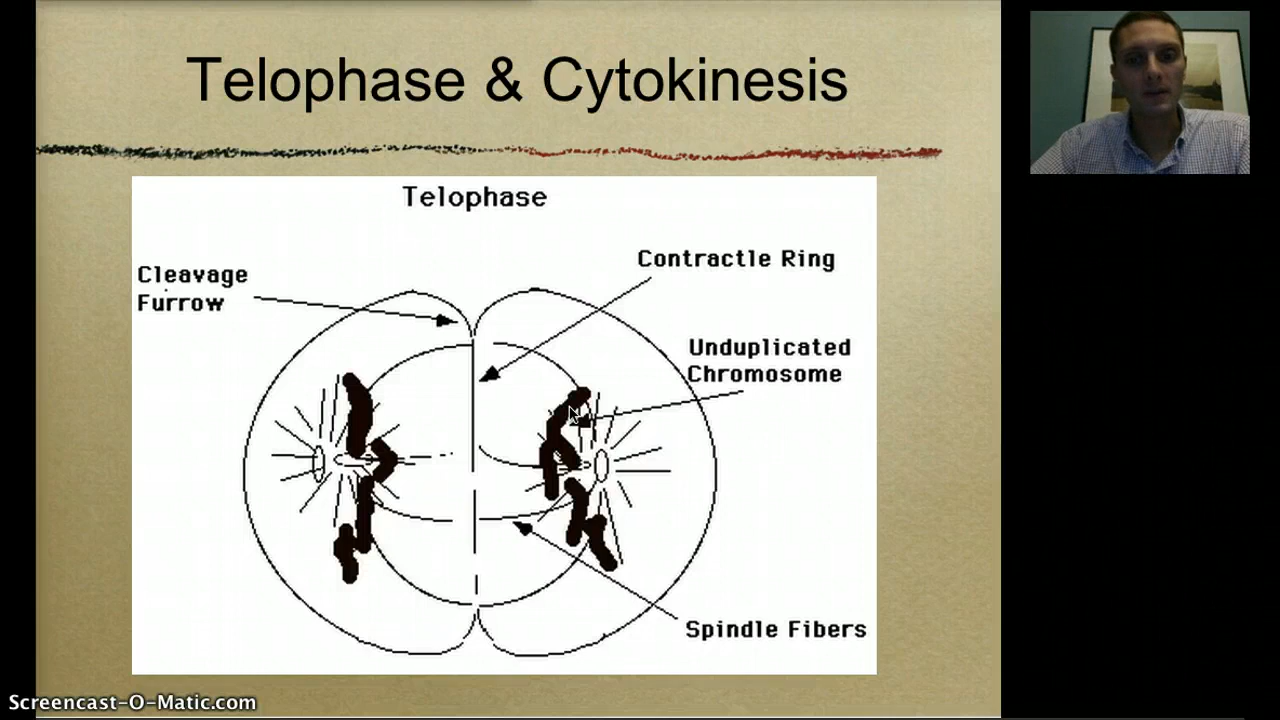 Telophase & Cytokinesis
Telophase
Contractle Ring
Cleavage
Furrow
Unduplicated
Chromosome
Spindle Fibers
Screencast-O-Matic.com